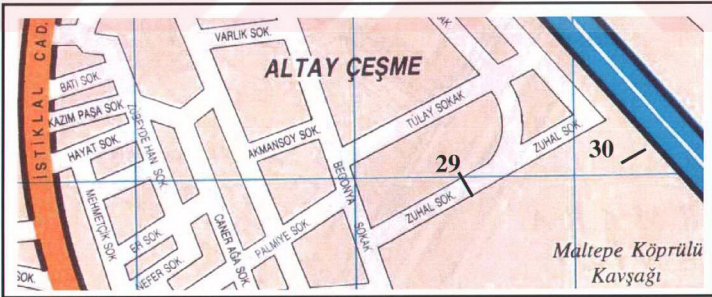 İSTİKLAL CAD.
VARLIK SOK.
ALTAY ÇEŞME
BATI SOK.
KAZIM PAŞA SOK.
ZÜBEYDE HAN. SOK.
TÜLAY SOKAK
HAYAT SOK.
AKMANSOY SOK.
ZUHAL SOK.
30
29
BEGONYA SOKAK
MEHMETÇİK SOK.
ZUHAL SOK.
CANER AĞA SOK.
PALMİYE SOK.
ER SOK.
NEFER SOK.
SOK.
Maltepe Köprülü
Kavşağı